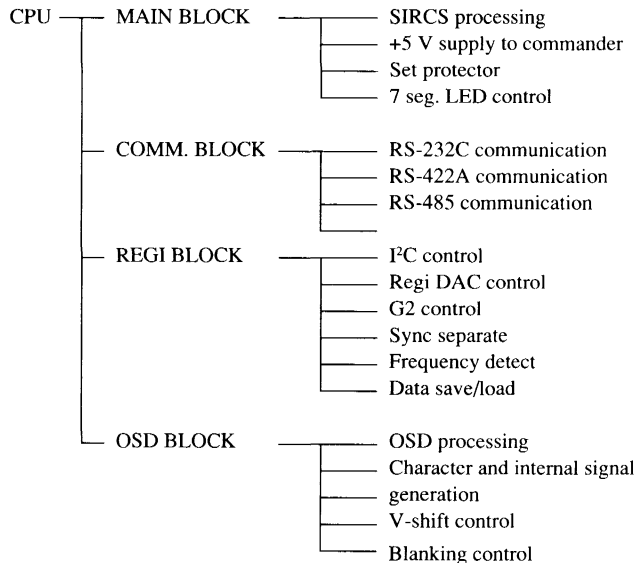 CPU MAIN BLOCK SIRCS processing
+5 V supply to commander
Set protector
7 seg. LED control
COMM. BLOCK RS-232C communication
RS-422A communication
RS-485 communication
REGI BLOCK I²C control
Regi DAC control
G2 control
Sync separate
Frequency detect
Data save/load
OSD BLOCK OSD processing
Character and internal signal
generation
V-shift control
Blanking control